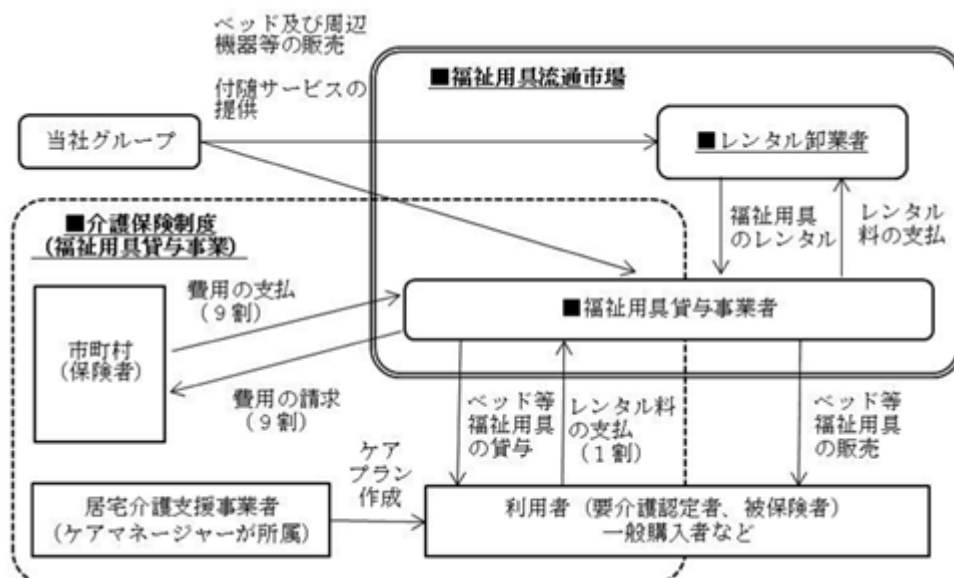 ベッド及び周辺
機器等の販売
付随サービスの
提供
■福祉用具流通市場
当社グループ
■レンタル卸業者
■介護保険制度
(福祉用具貸与事業)
福祉用具
のレンタル
レンタル
料の支払
費用の支払
(９割)
■福祉用具貸与事業者
市町村
(保険者)
費用の請求
(９割)
ベッド等
福祉用具
の貸与
レンタル料
の支払
(１割)
ベッド等
福祉用具
の販売
ケア
プラン
作成
居宅介護支援事業者
(ケアマネージャーが所属)
利用者（要介護認定者、被保険者）
一般購入者など